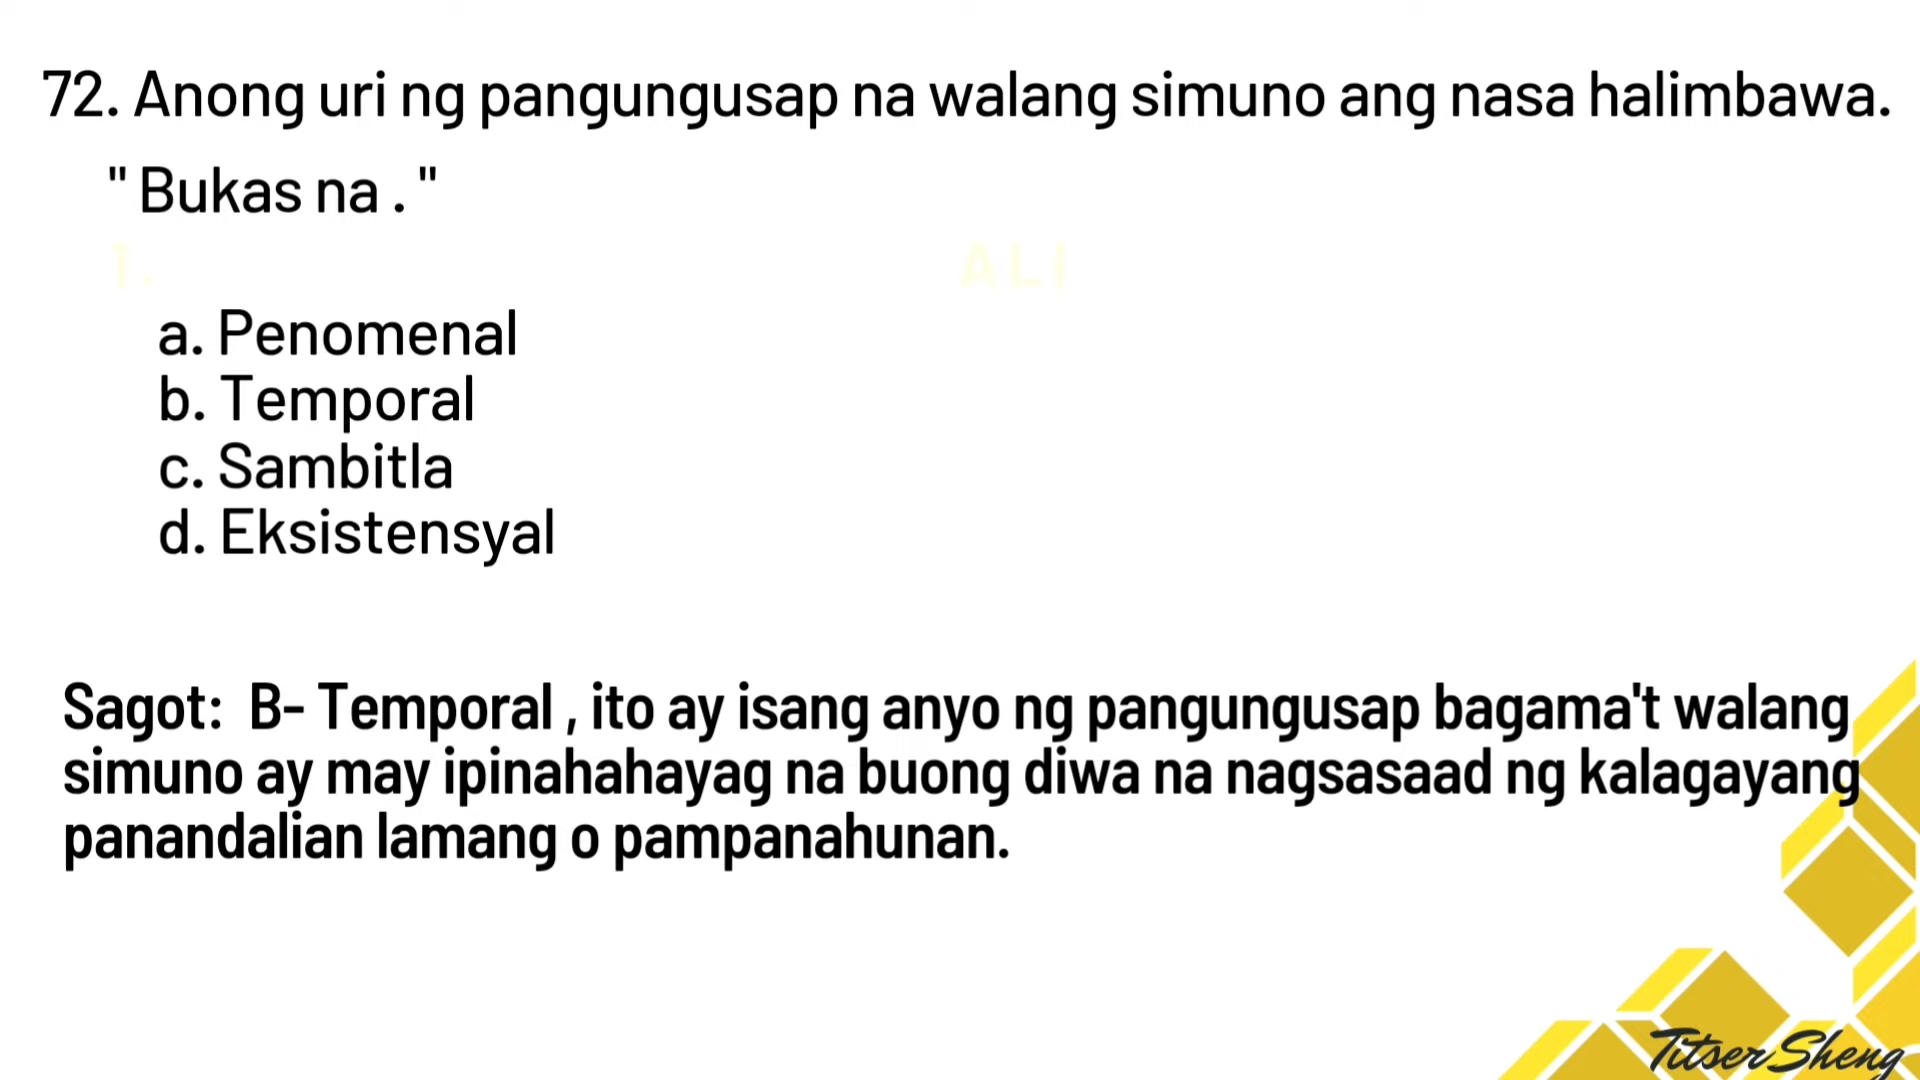 72. Anong uri ng pangungusap na walang simuno ang nasa halimbawa.
" Bukas na . "
1. ALI
a. Penomenal
b. Temporal
c. Sambitla
d. Eksistensyal
Sagot: B- Temporal , ito ay isang anyo ng pangungusap bagama't walang
simuno ay may ipinahahayag na buong diwa na nagsasaad ng kalagayang
panandalian lamang o pampanahunan.
Titser Sheng